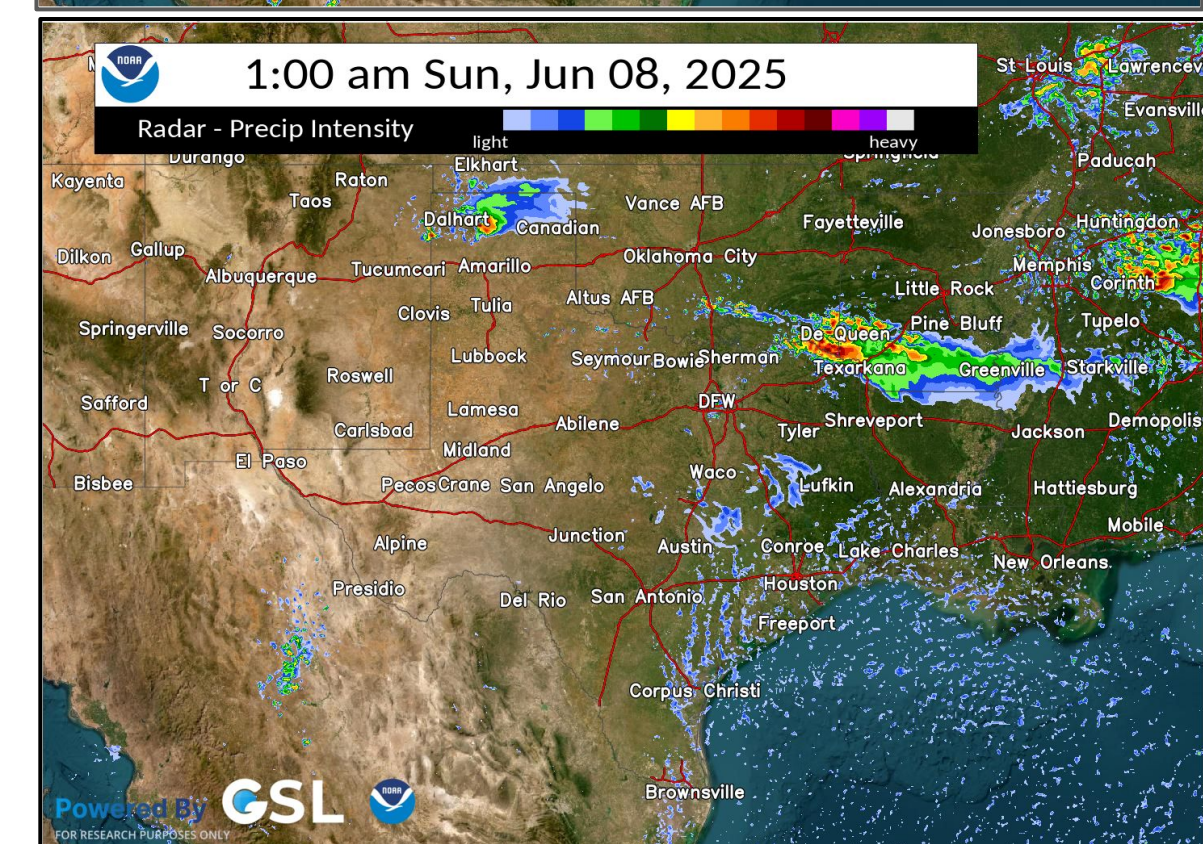 NOAA
1:00 am Sun, Jun 08, 2025
Radar - Precip Intensity
light
heavy
St Louis
Lawrencev
Evansvill
Durango
Elkhart
Springfield
Paducah
Kayenta
Raton
Taos
Vance AFB
Dalhart
Canadian
Fayetteville
Jonesboro
Huntingdon
Dilkon
Gallup
Albuquerque
Tucumcari
Amarillo
Oklahoma City
Memphis
Corinth
Little Rock
Clovis
Tulia
Altus AFB
Springerville
Socorro
De Queen
Pine Bluff
Tupelo
Lubbock
Seymour
Bowie
Sherman
Texarkana
Greenville
Starkville
T or C
Roswell
Safford
Lamesa
DFW
Carlsbad
Abilene
Tyler
Shreveport
Jackson
Demopolis
El Paso
Midland
Bisbee
Pecos
Crane
San Angelo
Waco
Lufkin
Alexandria
Hattiesburg
Alpine
Junction
Austin
Conroe
Lake Charles
Mobile
New Orleans
Presidio
Del Rio
San Antonio
Houston
Freeport
Corpus Christi
Brownsville
Powered By
GSL
NOAA
FOR RESEARCH PURPOSES ONLY